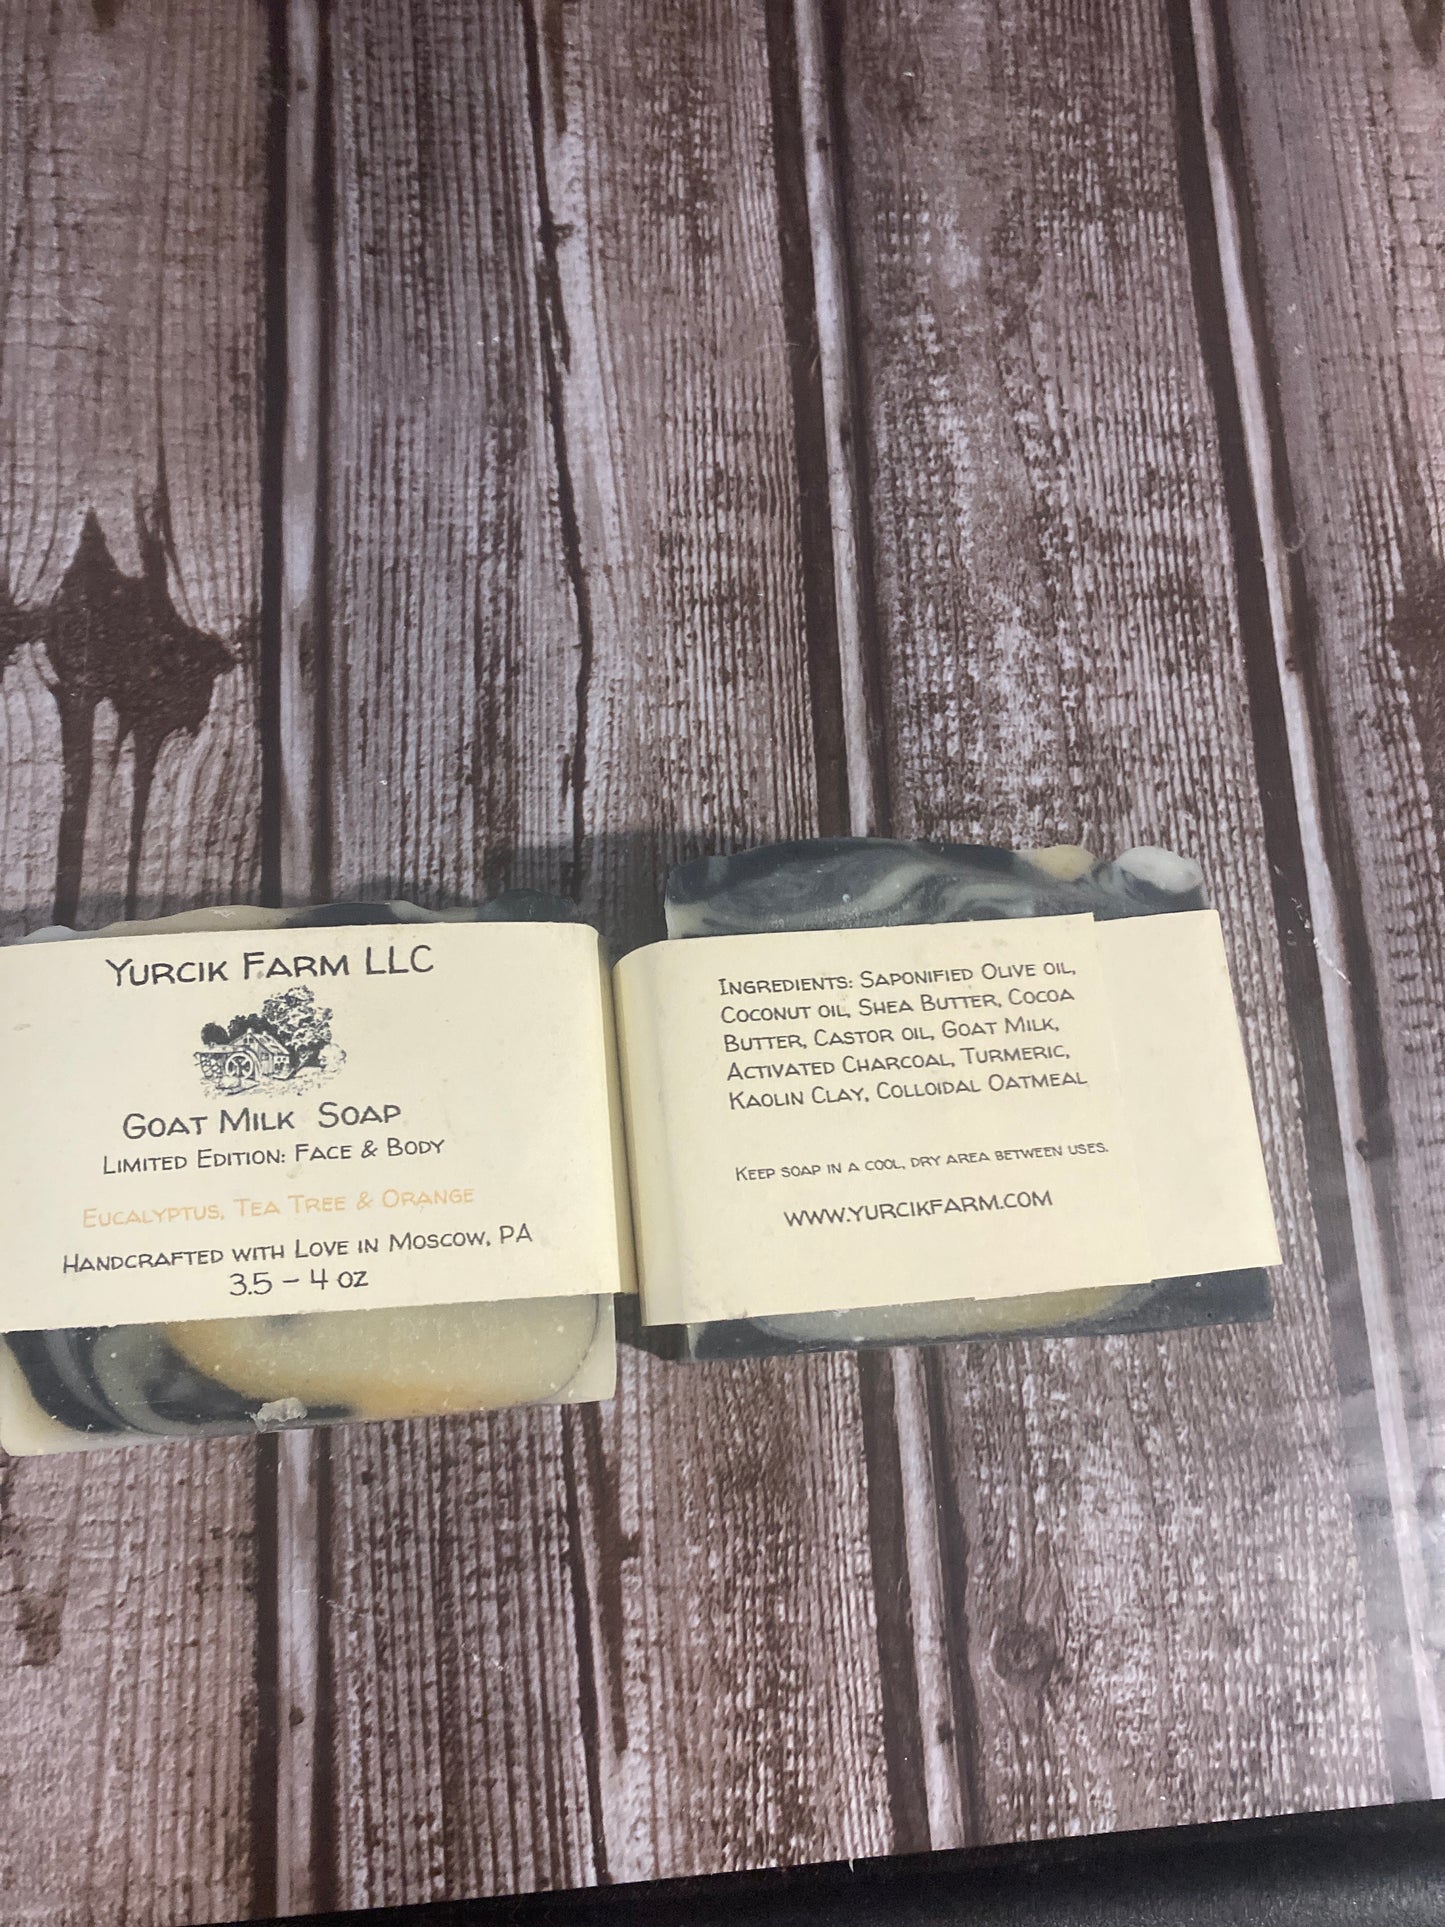 Yurcik Farm LLC
Goat Milk Soap
Limited Edition: Face & Body
Eucalyptus, Tea Tree & Orange
Handcrafted with Love in Moscow, PA
3.5 – 4 oz
Ingredients: Saponified Olive oil,
Coconut oil, Shea Butter, Cocoa
Butter, Castor oil, Goat Milk,
Activated Charcoal, Turmeric,
Kaolin Clay, Colloidal Oatmeal
Keep soap in a cool, dry area between uses.
www.yurcikfarm.com